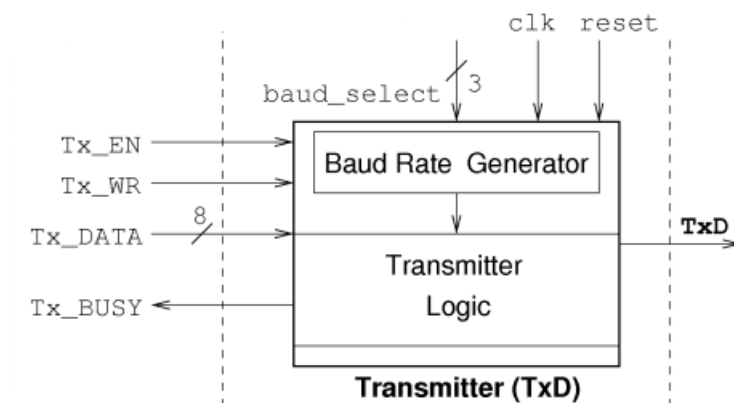 clk reset
3
baud_select
Tx_EN
Baud Rate Generator
Tx_WR
8
Tx_DATA
TxD
Transmitter
Logic
Tx_BUSY
Transmitter (TxD)